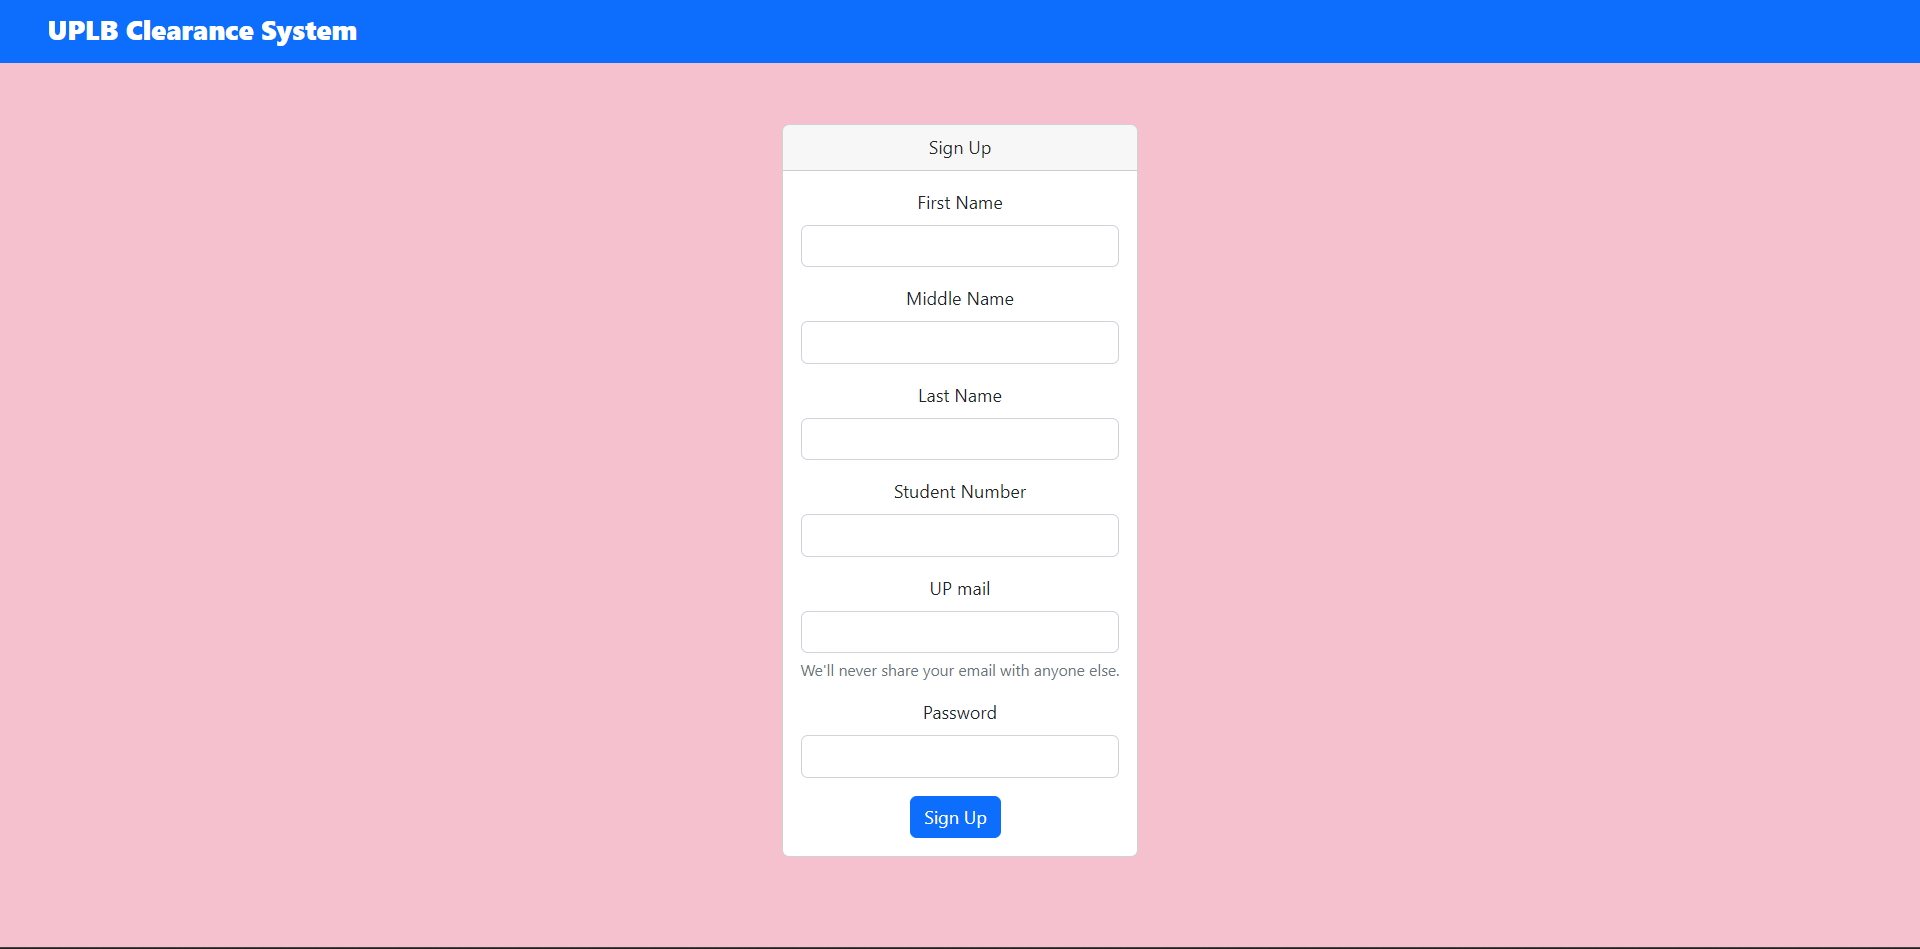 UPLB Clearance System
Sign Up
First Name
Middle Name
Last Name
Student Number
UP mail
We'll never share your email with anyone else.
Password
Sign Up